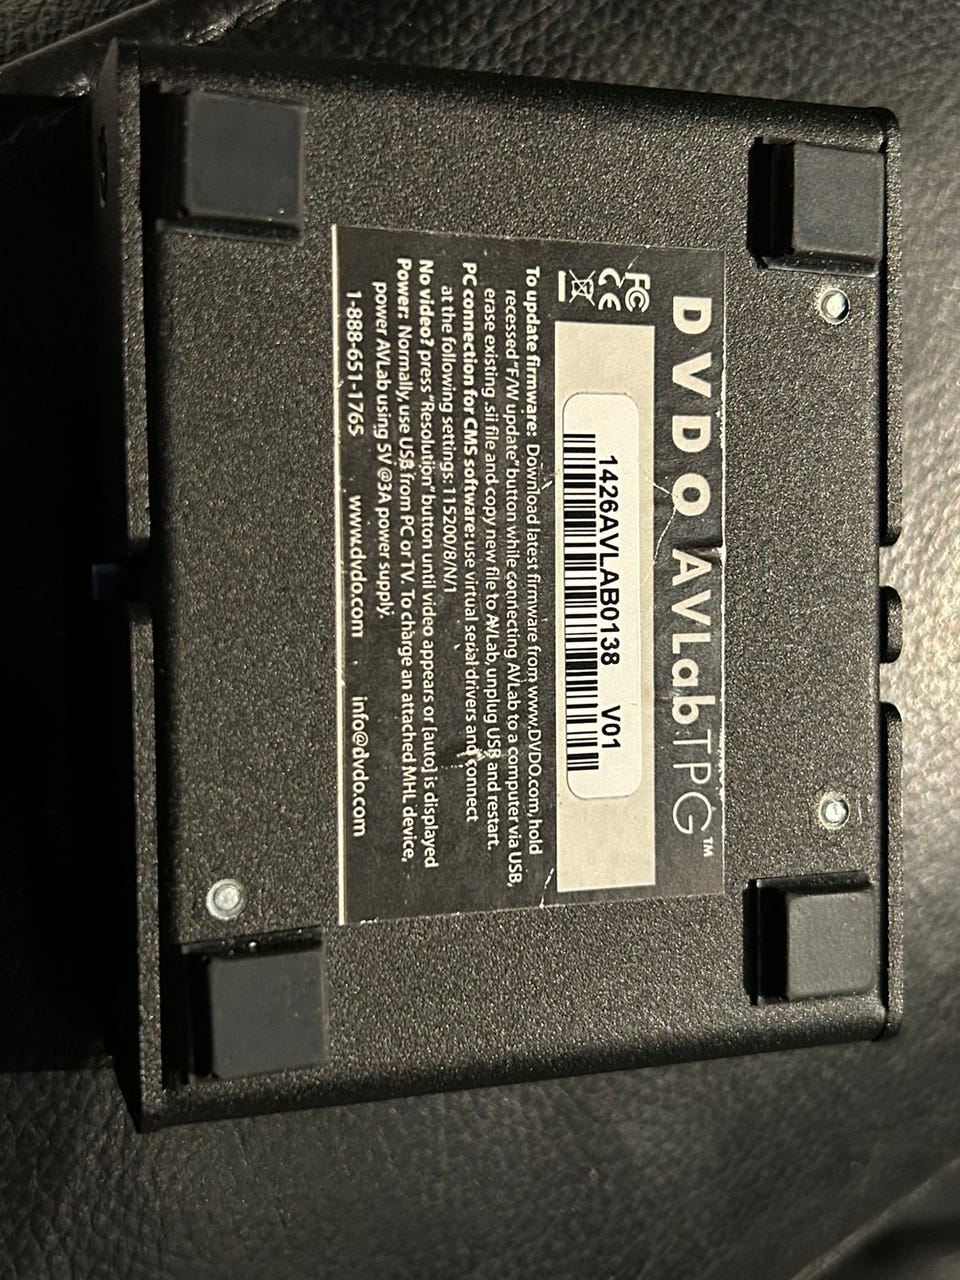 DVDO AVLabTPG™
FC
CE
1426AVLAB0138 V01
To update firmware: Download latest firmware from www.DVDO.com, hold
recessed "F/W update" button while connecting AVLab to a computer via USB,
erase existing .sii file and copy new file to AVLab, unplug USB and restart.
PC connection for CMS software: use virtual serial drivers and connect
at the following settings: 115200/8/N/1
No video? press "Resolution" button until video appears or [auto] is displayed
Power: Normally, use USB from PC or TV. To charge an attached MHL device,
power AVLab using 5V @3A power supply.
1-888-651-1765 www.dvdo.com . info@dvdo.com